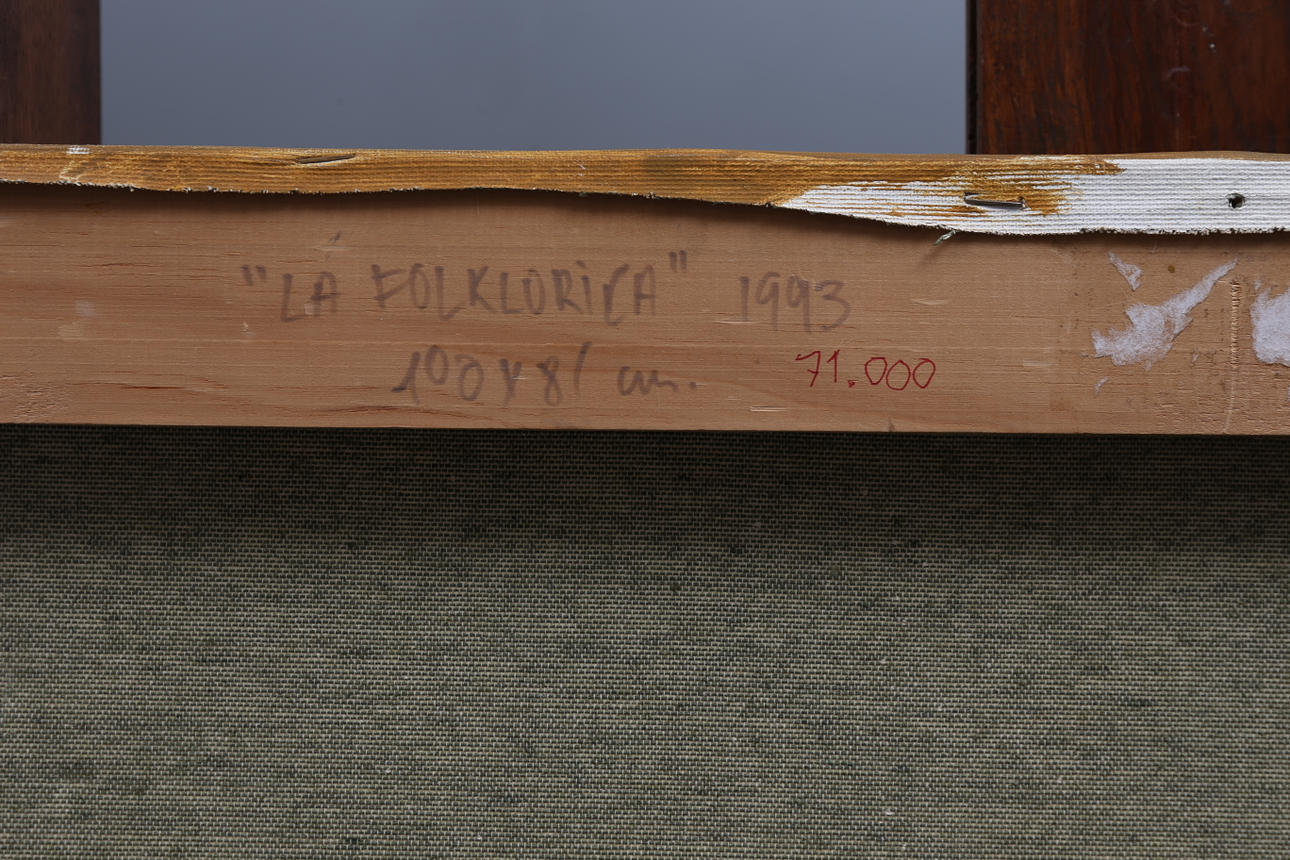 "LA FOLKLORiCA" 1993
100 x 81 cm. 71.000